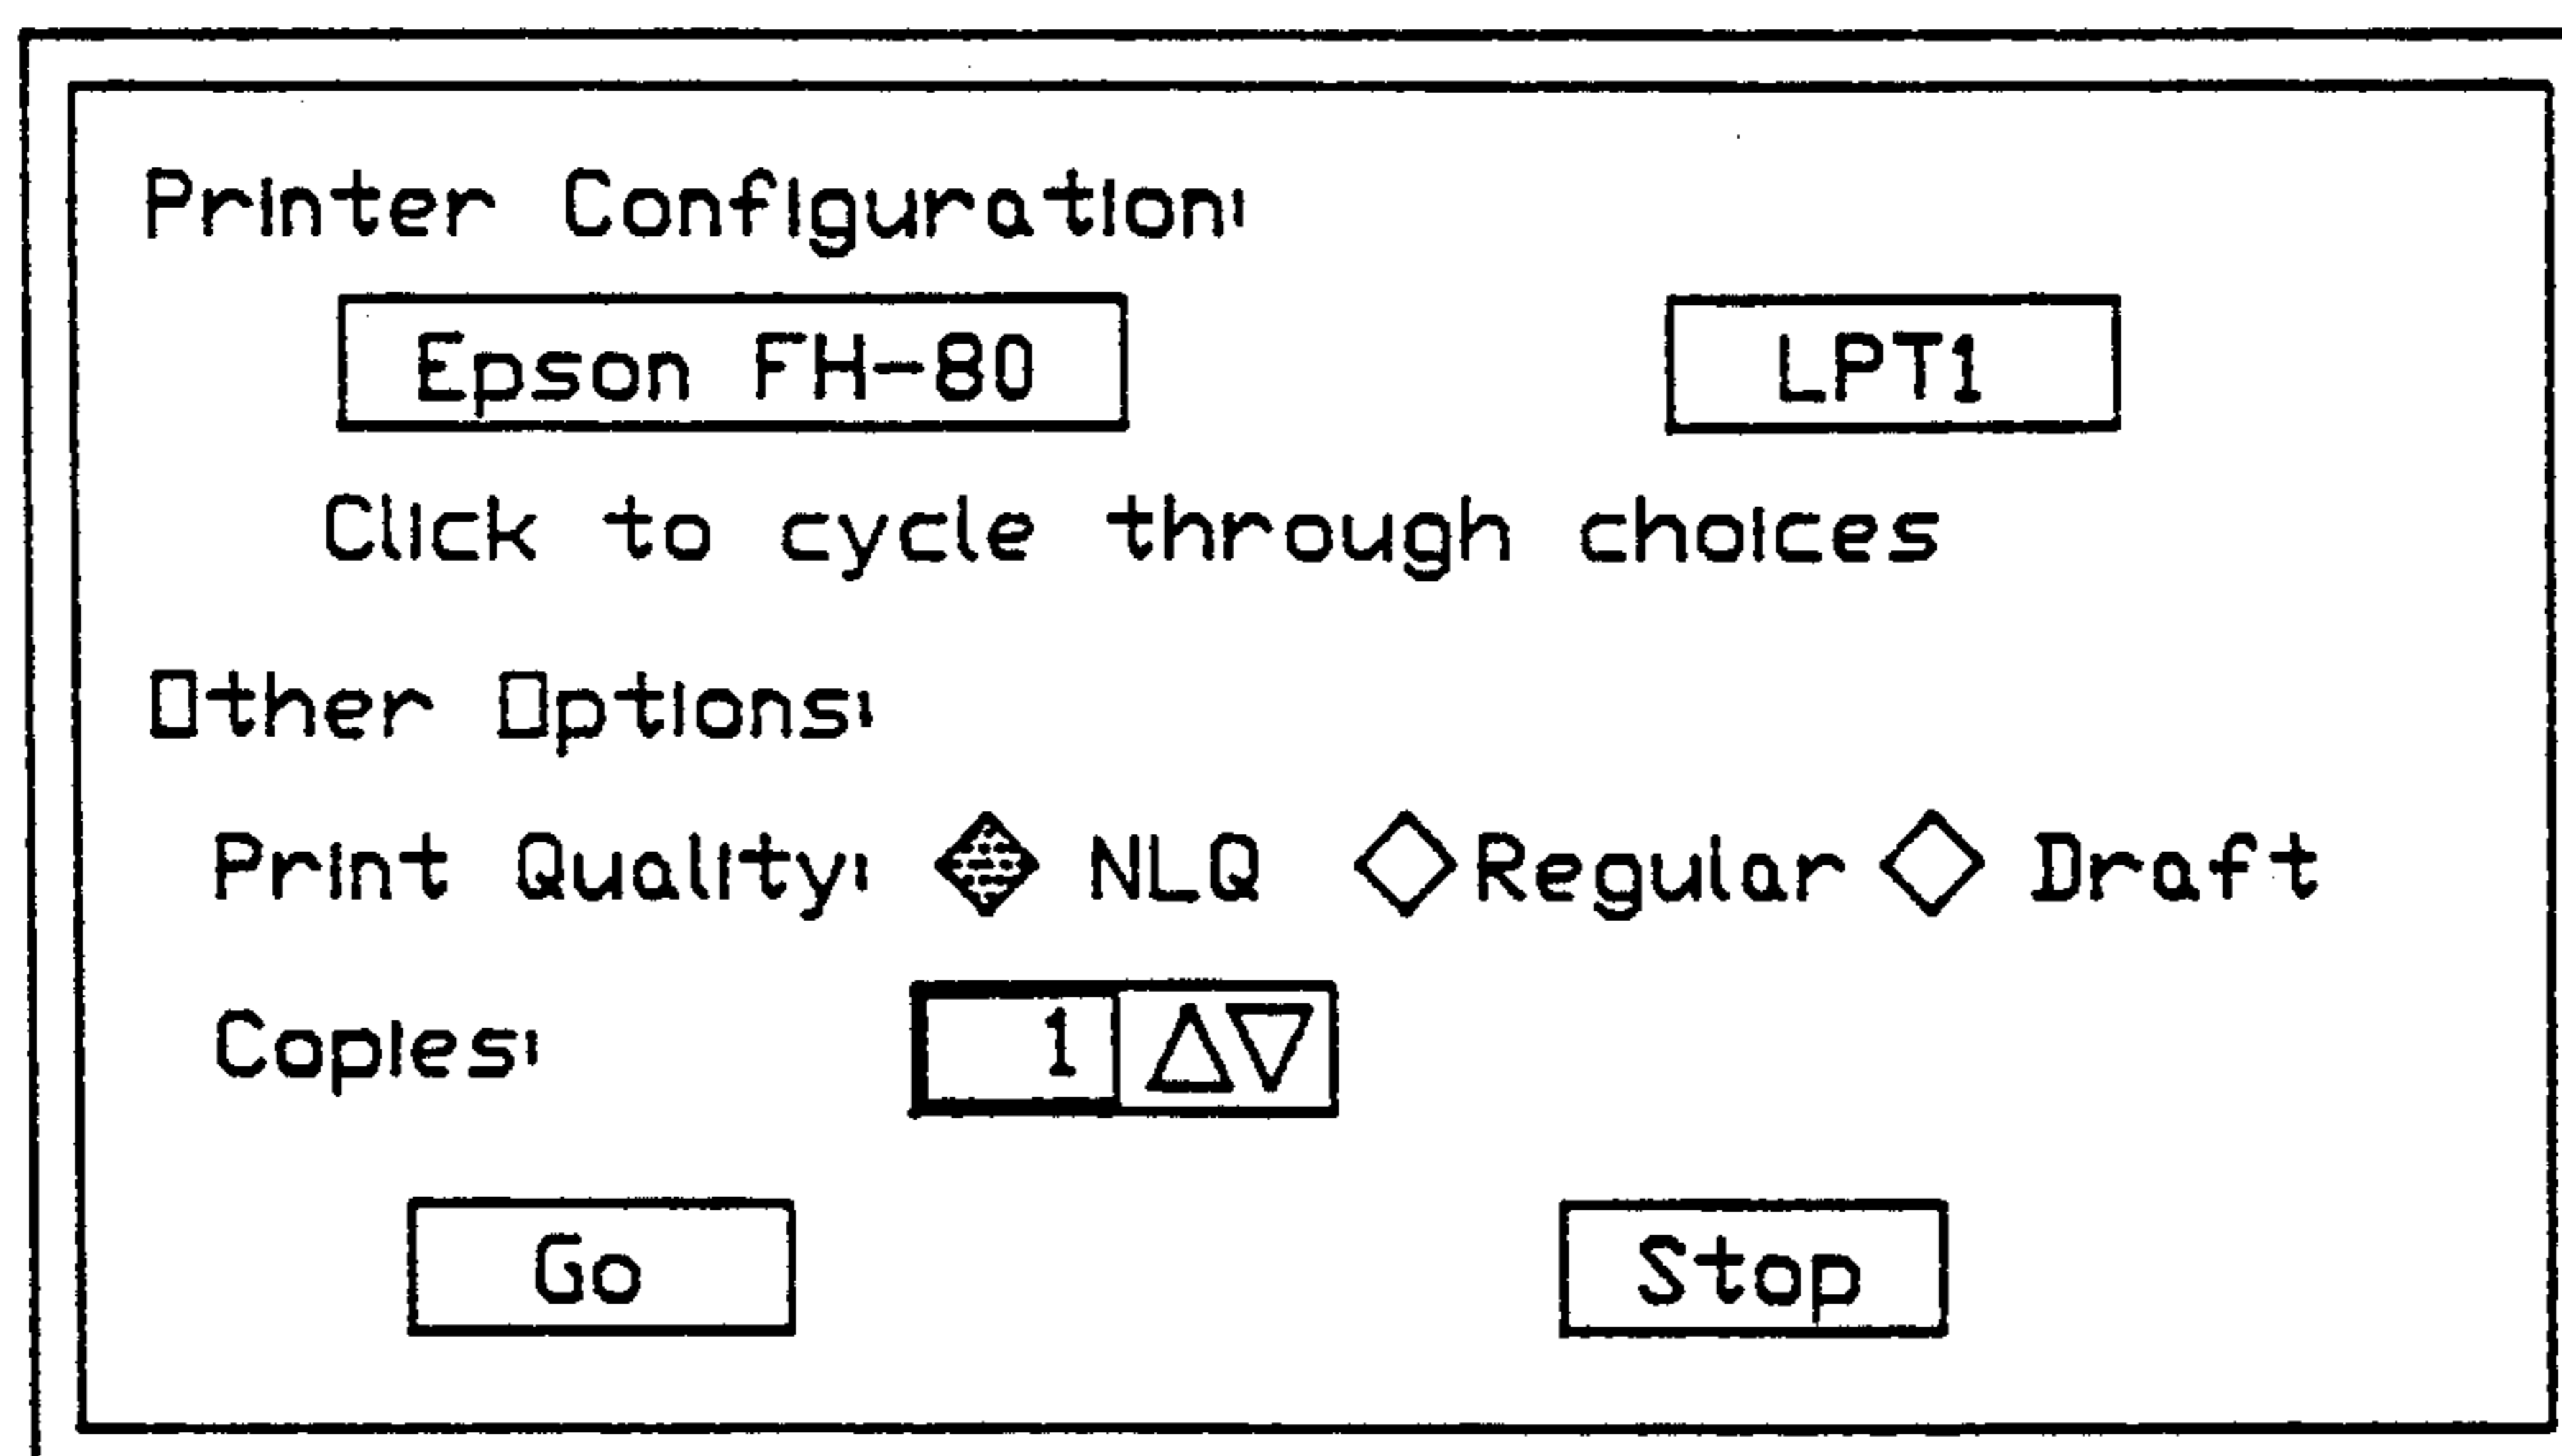 Printer Configuration:
Epson FH-80 LPT1
Click to cycle through choices
Other Options:
Print Quality: NLQ Regular Draft
Copies: 1
Go Stop